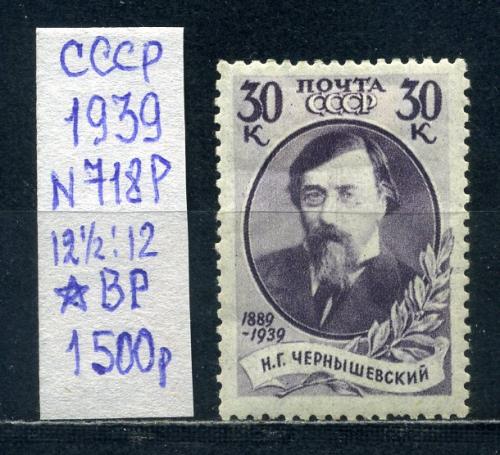 СССР
1939
N 718Р
12½:12
☆ ВР
1500р
ПОЧТА
СССР
30 К
30 К
1889
-1939
Н.Г. ЧЕРНЫШЕВСКИЙ